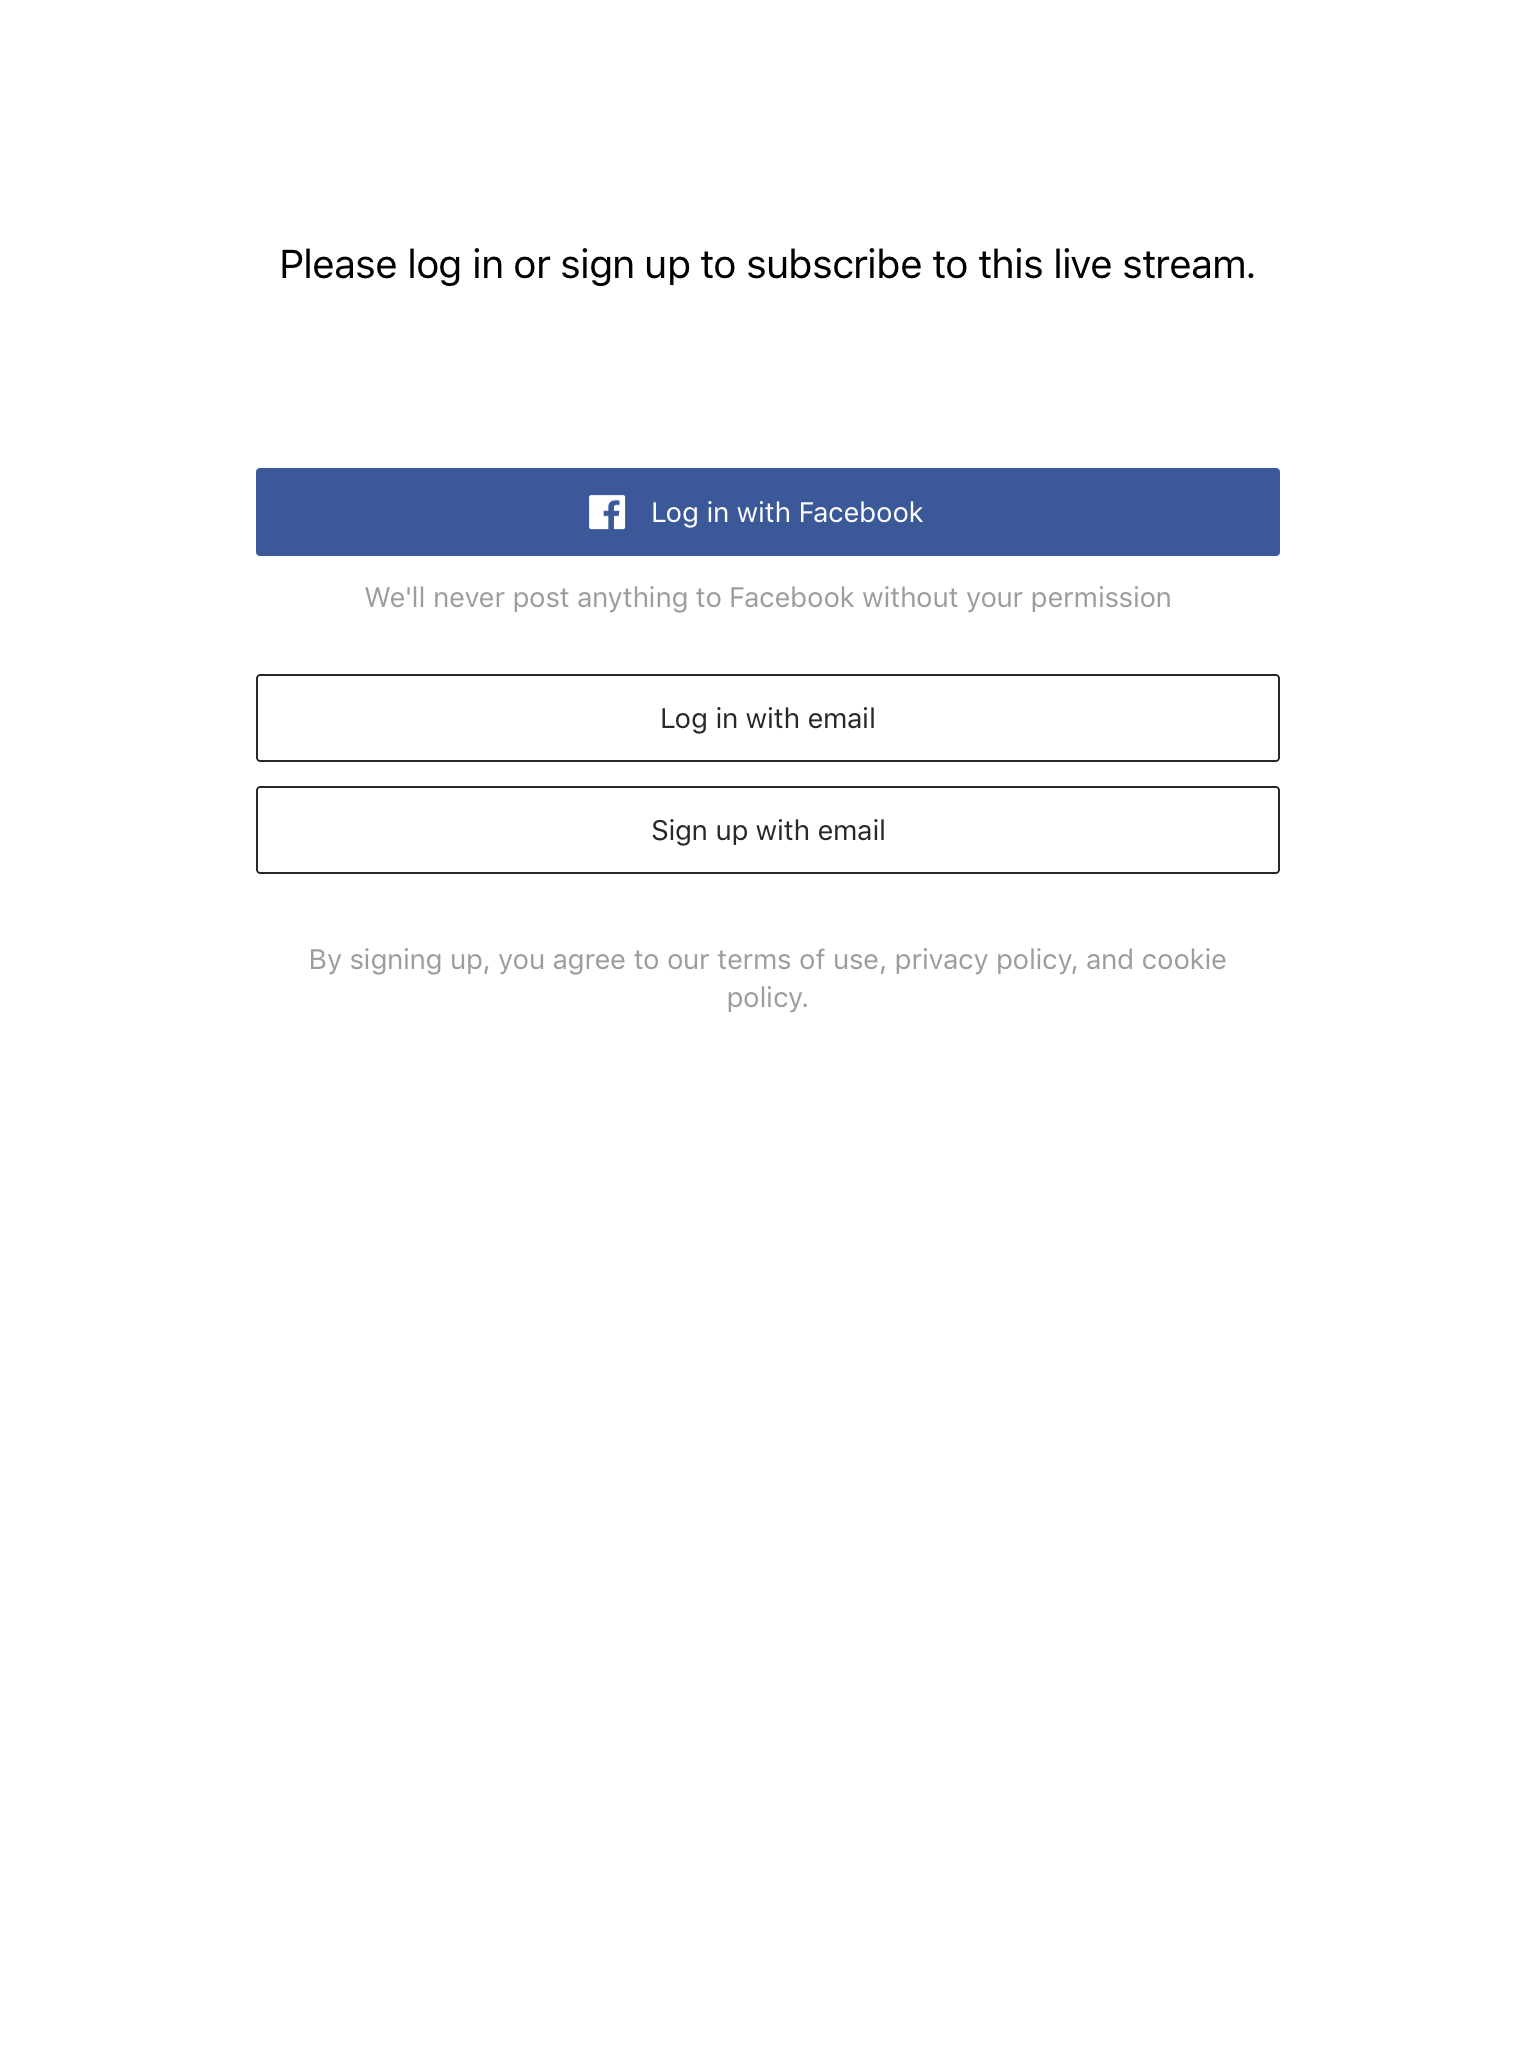 Please log in or sign up to subscribe to this live stream.
Log in with Facebook
We'll never post anything to Facebook without your permission
Log in with email
Sign up with email
By signing up, you agree to our terms of use, privacy policy, and cookie
policy.